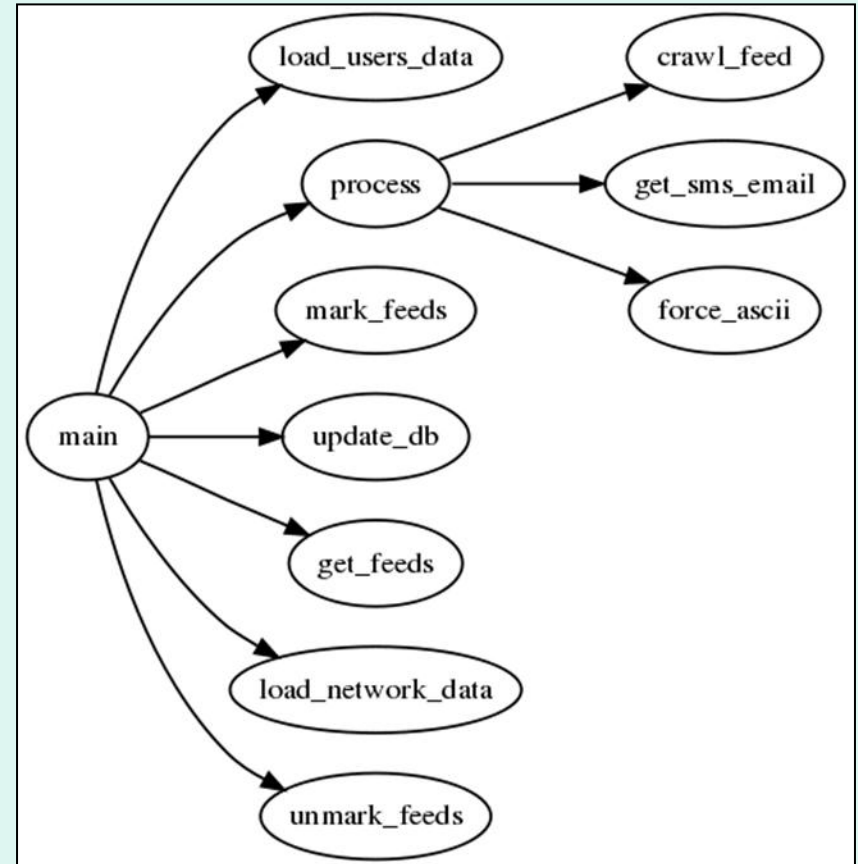 load_users_data
crawl_feed
process
get_sms_email
mark_feeds
force_ascii
main
update_db
get_feeds
load_network_data
unmark_feeds